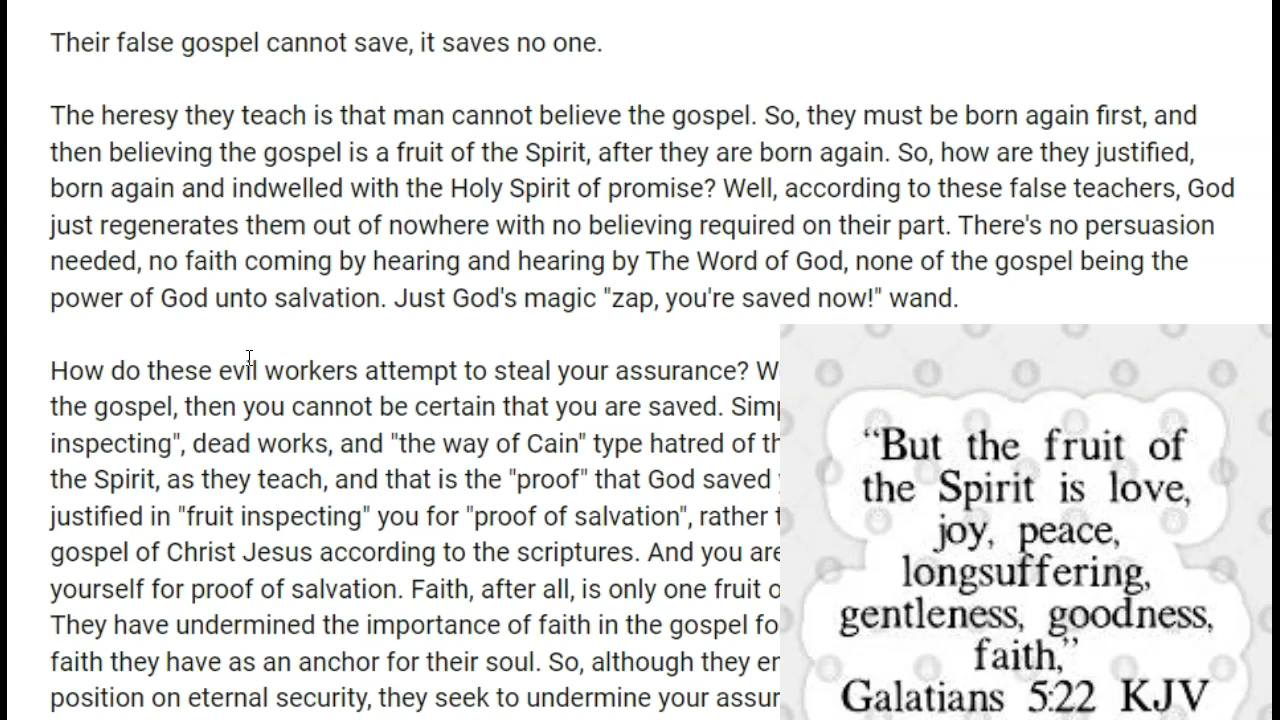 Their false gospel cannot save, it saves no one.
The heresy they teach is that man cannot believe the gospel. So, they must be born again first, and
then believing the gospel is a fruit of the Spirit, after they are born again. So, how are they justified,
born again and indwelled with the Holy Spirit of promise? Well, according to these false teachers, God
just regenerates them out of nowhere with no believing required on their part. There's no persuasion
needed, no faith coming by hearing and hearing by The Word of God, none of the gospel being the
power of God unto salvation. Just God's magic "zap, you're saved now!" wand.
How do these evil workers attempt to steal your assurance? W
the gospel, then you cannot be certain that you are saved. Simp
inspecting", dead works, and "the way of Cain" type hatred of th
the Spirit, as they teach, and that is the "proof" that God saved
justified in "fruit inspecting" you for "proof of salvation", rather t
gospel of Christ Jesus according to the scriptures. And you are
yourself for proof of salvation. Faith, after all, is only one fruit o
They have undermined the importance of faith in the gospel fo
faith they have as an anchor for their soul. So, although they en
position on eternal security, they seek to undermine your assur
“But the fruit of
the Spirit is love,
joy, peace,
longsuffering,
gentleness, goodness,
faith,”
Galatians 5:22 KJV